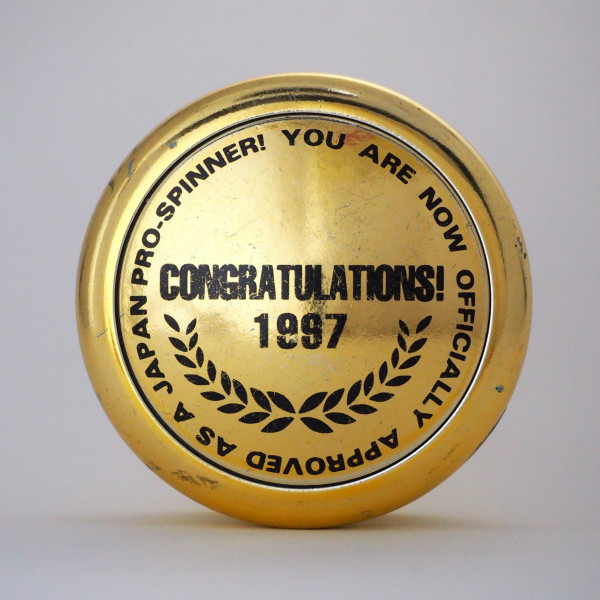 YOU ARE NOW OFFICIALLY APPROVED AS A JAPAN PRO-SPINNER!
CONGRATULATIONS!
1997